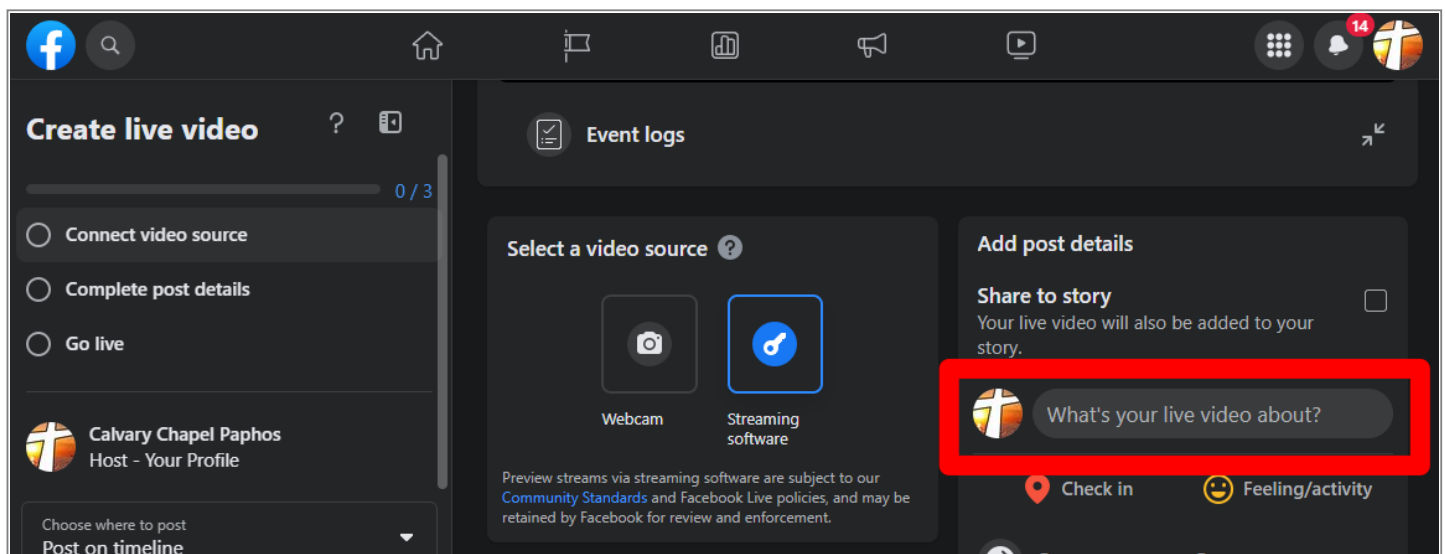 14
Create live video
0 / 3
Connect video source
Complete post details
Go live
Calvary Chapel Paphos
Host - Your Profile
Choose where to post
Post on timeline
Event logs
Select a video source
Webcam
Streaming
software
Preview streams via streaming software are subject to our
Community Standards and Facebook Live policies, and may be
retained by Facebook for review and enforcement.
Add post details
Share to story
Your live video will also be added to your
story.
What's your live video about?
Check in
Feeling/activity